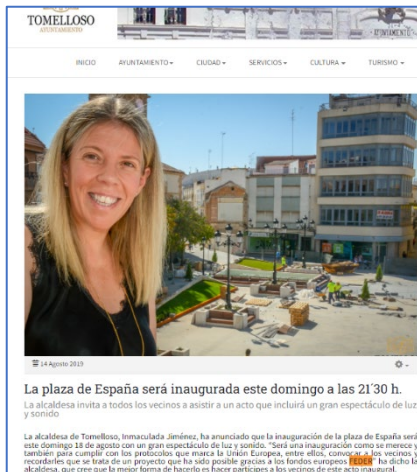 TOMELLOSO
AYUNTAMIENTO
AYUNTAMIENTO
INICIO AYUNTAMIENTO CIUDAD SERVICIOS CULTURA TURISMO
14 Agosto 2019
La plaza de España será inaugurada este domingo a las 21´30 h.
La alcaldesa invita a todos los vecinos a asistir a un acto que incluirá un gran espectáculo de luz
y sonido
La alcaldesa de Tomelloso, Inmaculada Jiménez, ha anunciado que la inauguración de la plaza de España será
este domingo 18 de agosto con un gran espectáculo de luz y sonido. "Será una inauguración como se merece y
también para cumplir con los protocolos que marca la Unión Europea, entre ellos, convocar a los vecinos y
recordarles que se trata de un proyecto que ha sido posible gracias a los fondos europeos FEDER" ha dicho la
alcaldesa, que cree que la mejor forma de hacerlo es hacer partícipes a los vecinos de este acto inaugural.